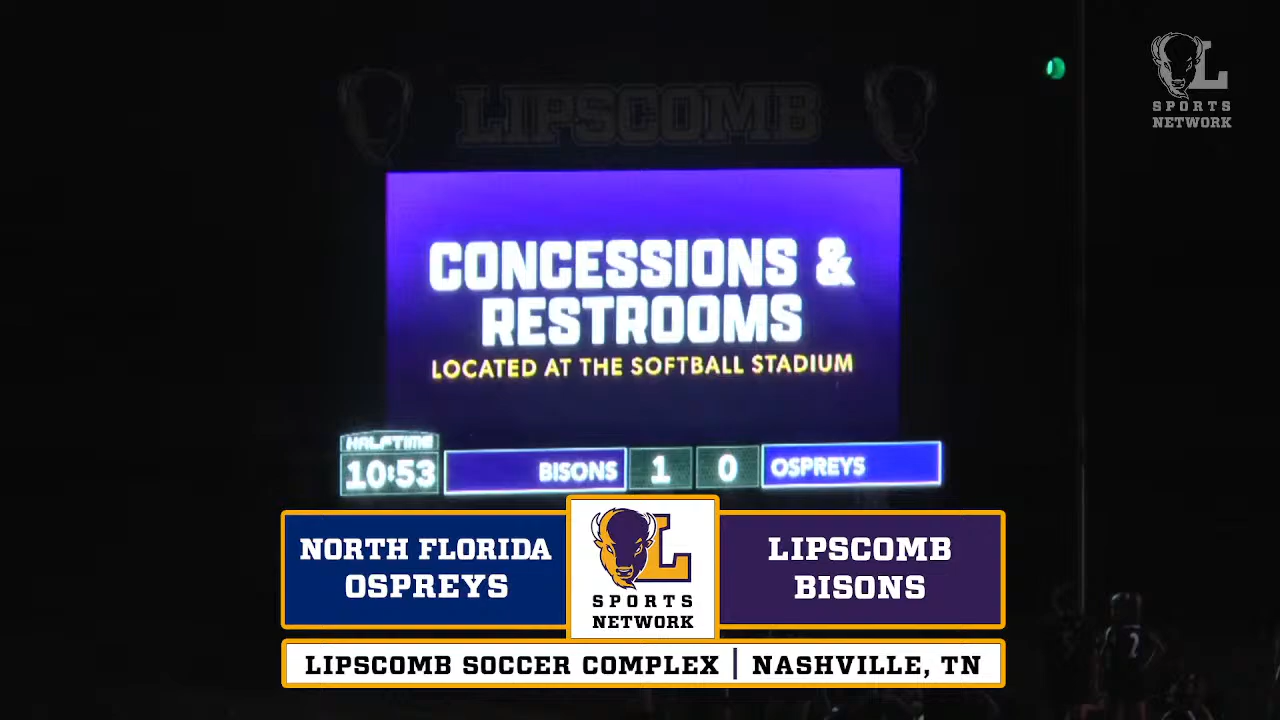 LIPSCOMB
L
SPORTS
NETWORK
CONCESSIONS &
RESTROOMS
LOCATED AT THE SOFTBALL STADIUM
HALFTIME
10:53
BISONS
1
0
OSPREYS
NORTH FLORIDA
OSPREYS
L
SPORTS
NETWORK
LIPSCOMB
BISONS
LIPSCOMB SOCCER COMPLEX | NASHVILLE, TN
2